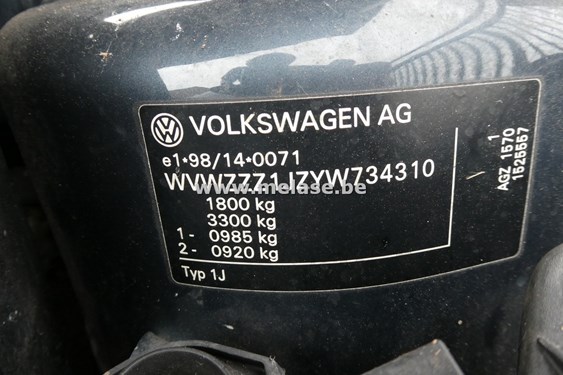 VOLKSWAGEN AG
e1*98/14*0071
WVWZZZ1JZYW734310
www.melase.be
1800 kg
3300 kg
1- 0985 kg
2- 0920 kg
Typ 1J
1
AGZ 1570
1525557